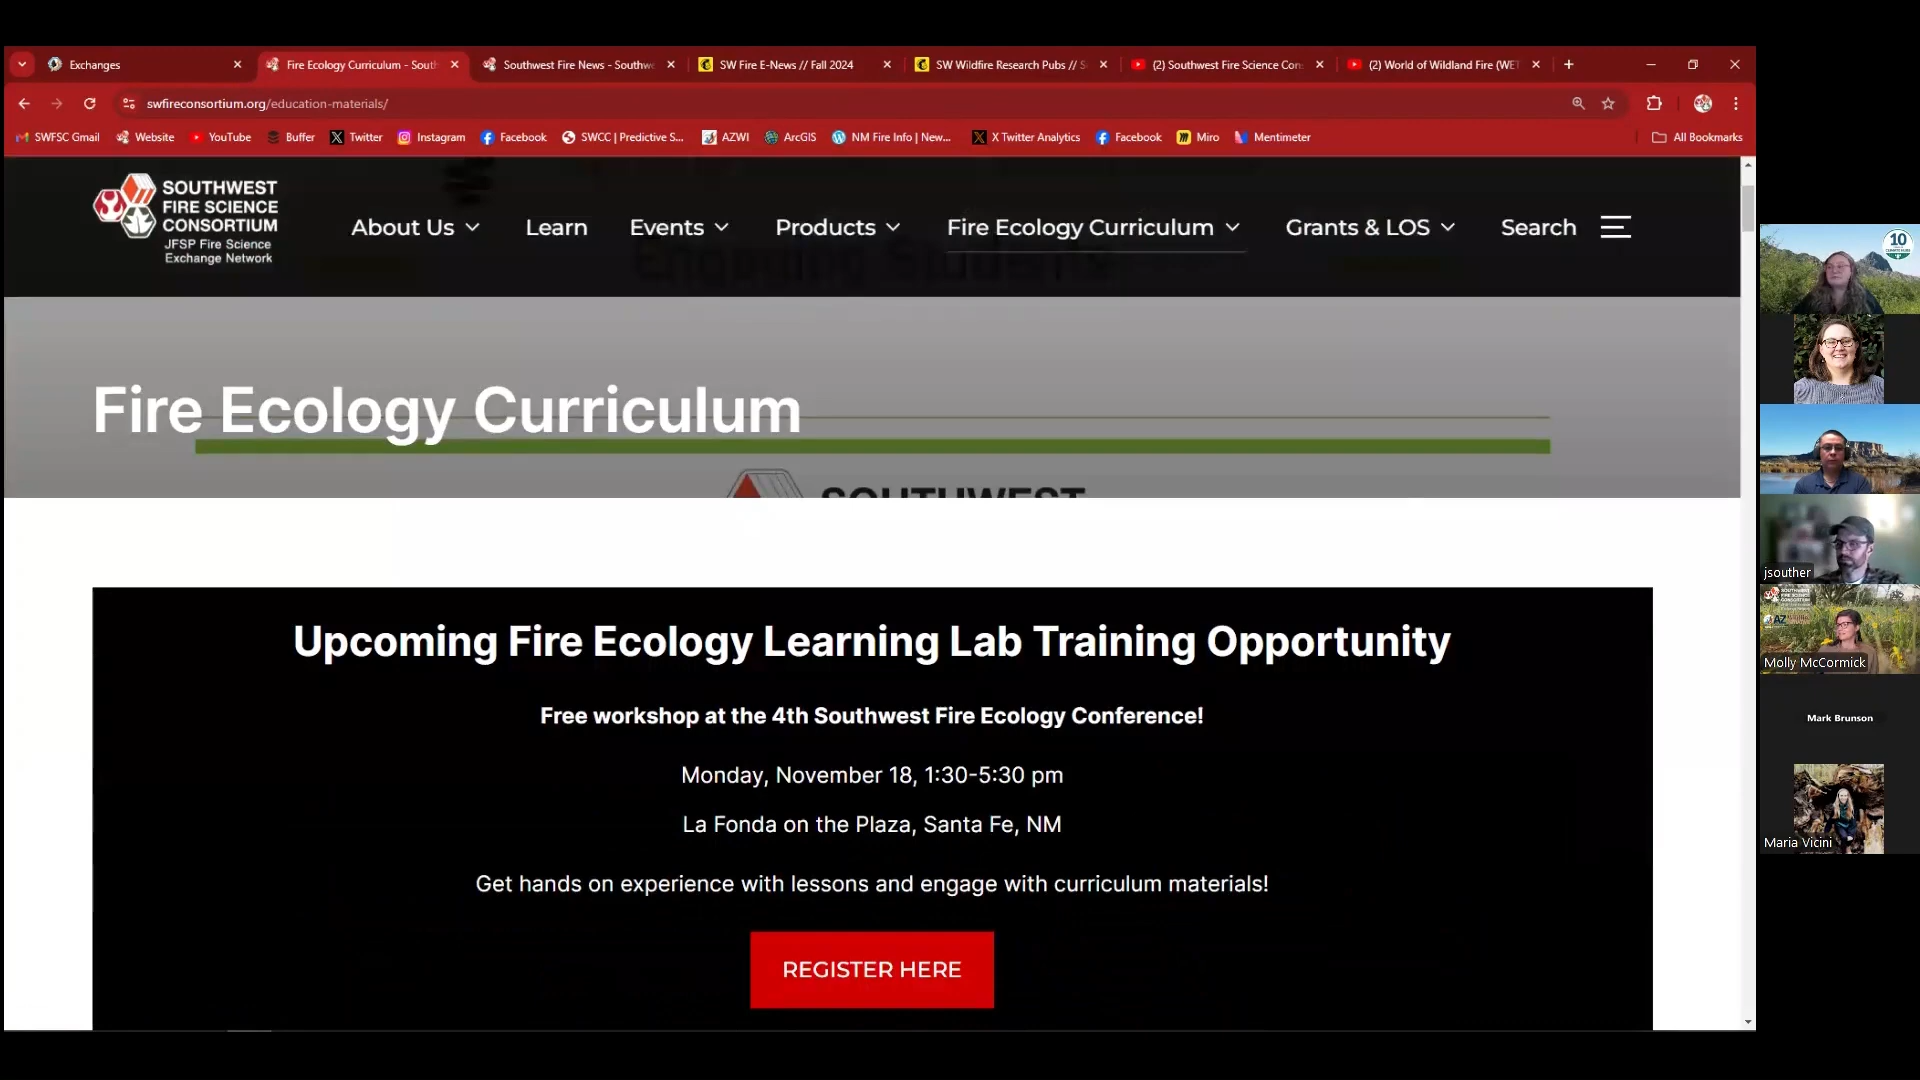 Exchanges
Fire Ecology Curriculum - South
Southwest Fire News - Southwe
SW Fire E-News // Fall 2024
SW Wildfire Research Pubs // S
(2) Southwest Fire Science Con
(2) World of Wildland Fire (WET
swfireconsortium.org/education-materials/
SWFSC Gmail
Website
YouTube
Buffer
Twitter
Instagram
Facebook
SWCC | Predictive S...
AZWI
ArcGIS
NM Fire Info | New...
X Twitter Analytics
Facebook
Miro
Mentimeter
All Bookmarks
SOUTHWEST
FIRE SCIENCE
CONSORTIUM
JFSP Fire Science
Exchange Network
About Us
Learn
Events
Products
Fire Ecology Curriculum
Grants & LOS
Search
Engaging Students
Fire Ecology Curriculum
SOUTHWEST
Upcoming Fire Ecology Learning Lab Training Opportunity
Free workshop at the 4th Southwest Fire Ecology Conference!
Monday, November 18, 1:30-5:30 pm
La Fonda on the Plaza, Santa Fe, NM
Get hands on experience with lessons and engage with curriculum materials!
REGISTER HERE
10
jsouther
Molly McCormick
Mark Brunson
Maria Vicini